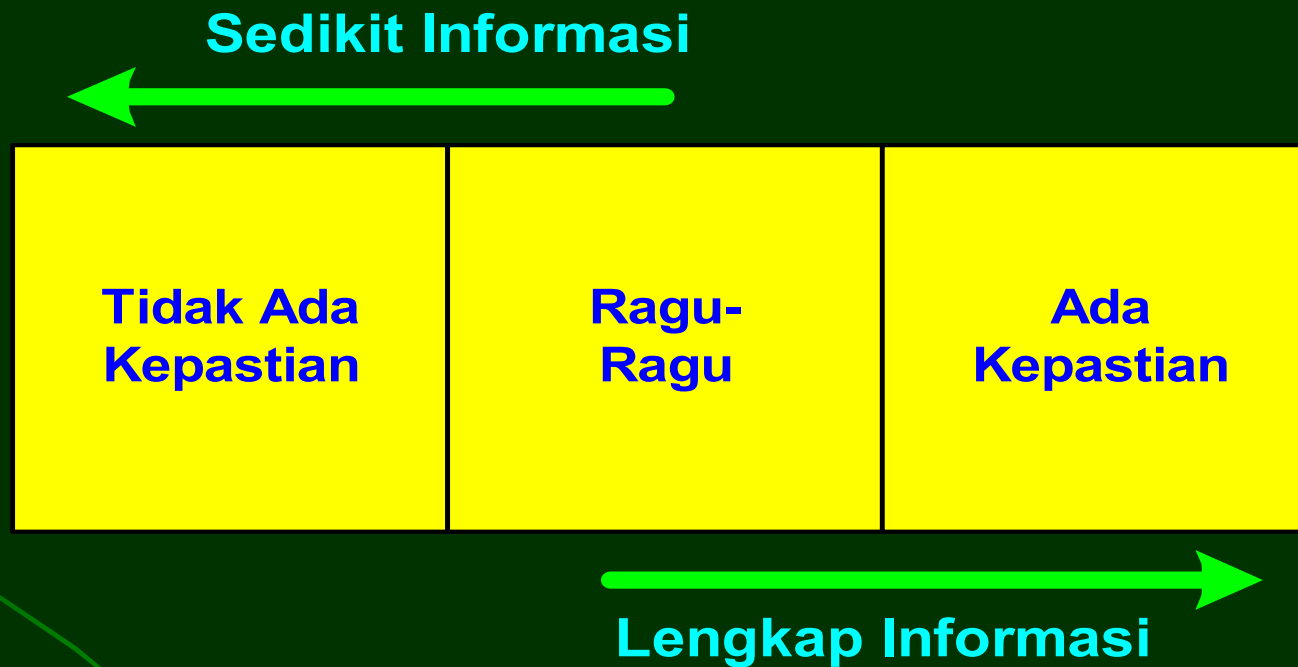 Sedikit Informasi
Tidak Ada
Kepastian
Ragu-
Ragu
Ada
Kepastian
Lengkap Informasi